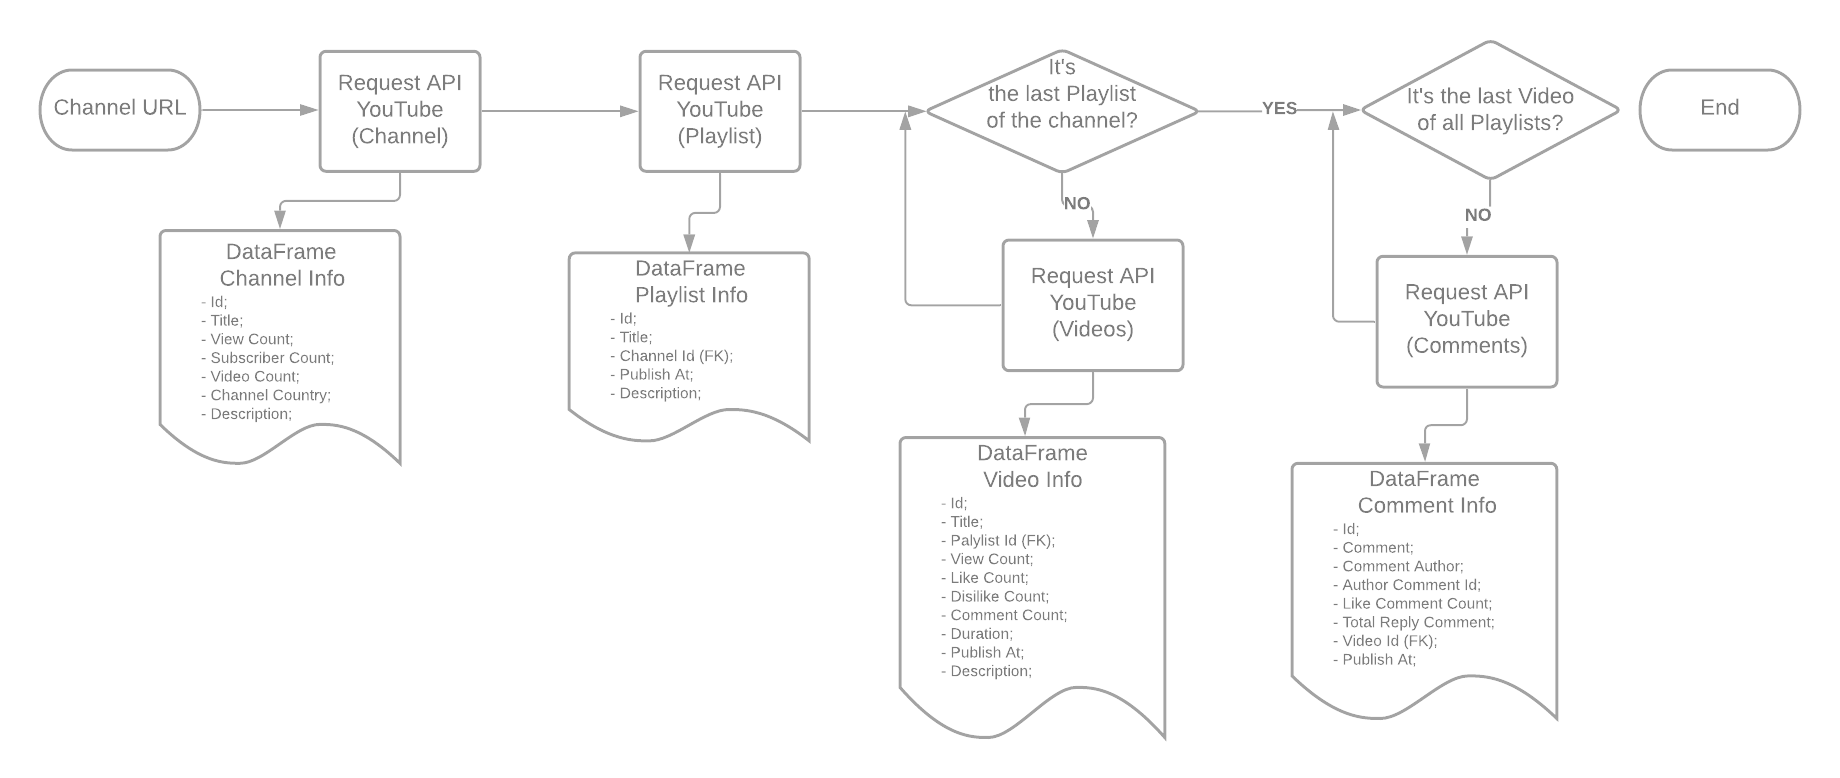 Channel URL
Request API
YouTube
(Channel)
Request API
YouTube
(Playlist)
It's
the last Playlist
of the channel?
YES
It's the last Video
of all Playlists?
End
NO
NO
DataFrame
Channel Info
- Id;
- Title;
- View Count;
- Subscriber Count;
- Video Count;
- Channel Country;
- Description;
DataFrame
Playlist Info
- Id;
- Title;
- Channel Id (FK);
- Publish At;
- Description;
Request API
YouTube
(Videos)
Request API
YouTube
(Comments)
DataFrame
Video Info
- Id;
- Title;
- Palylist Id (FK);
- View Count;
- Like Count;
- Disilike Count;
- Comment Count;
- Duration;
- Publish At;
- Description;
DataFrame
Comment Info
- Id;
- Comment;
- Comment Author;
- Author Comment Id;
- Like Comment Count;
- Total Reply Comment;
- Video Id (FK);
- Publish At;